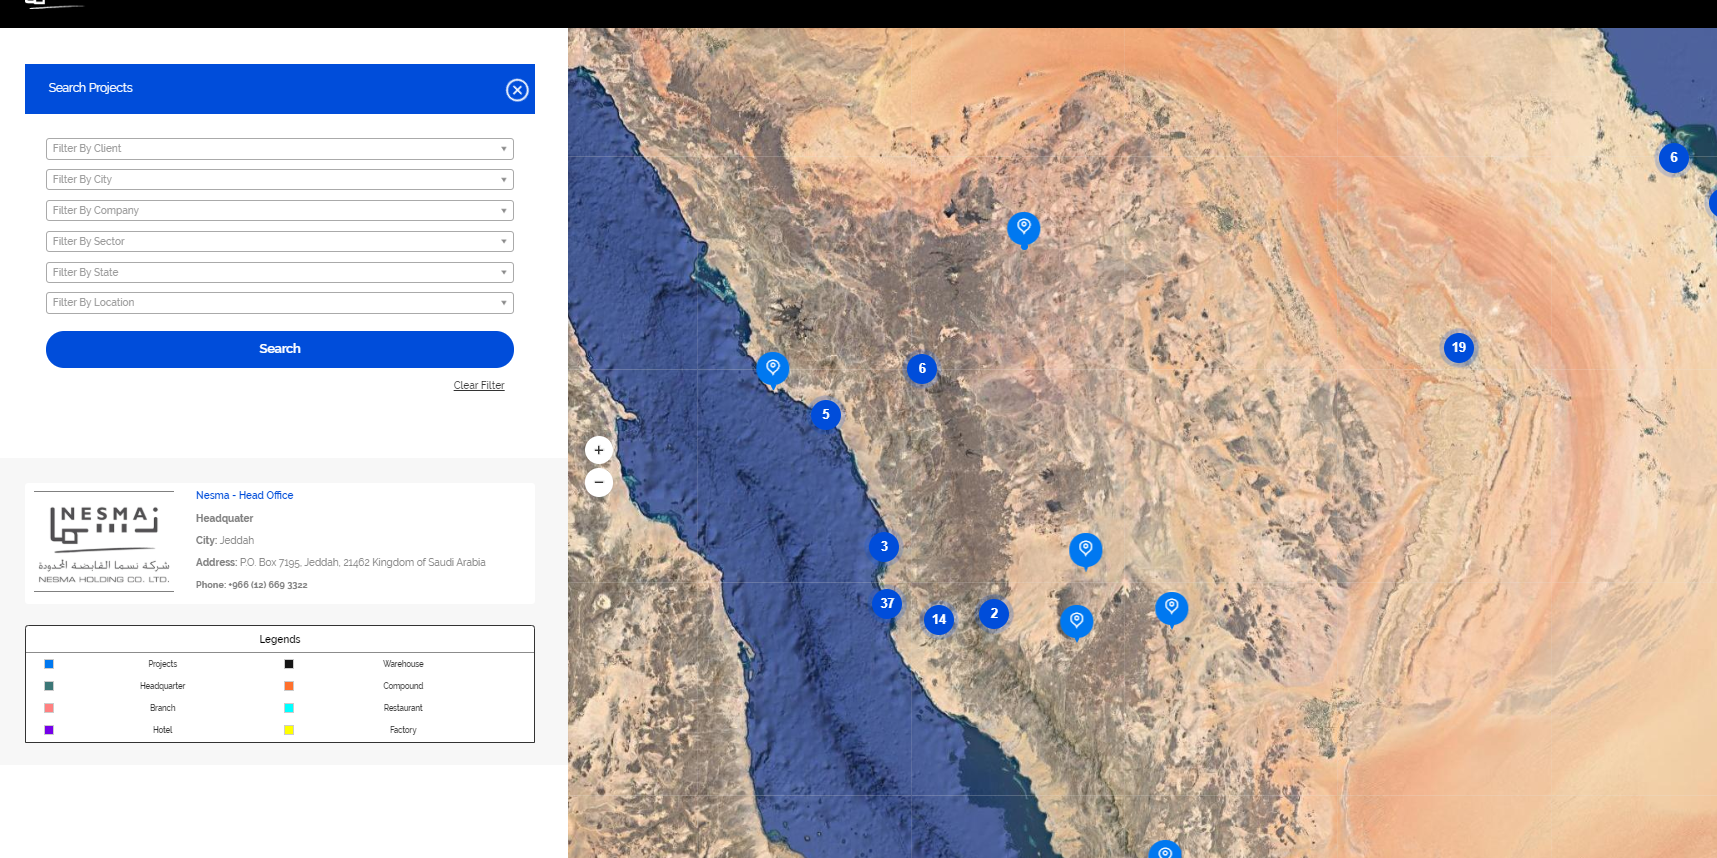 Search Projects
Filter By Client
Filter By City
Filter By Company
Filter By Sector
Filter By State
Filter By Location
Search
Clear Filter
NESMA
نسما
شركة نسما القابضة المحدودة
NESMA HOLDING CO. LTD.
Nesma - Head Office
Headquater
City: Jeddah
Address: P.O. Box 7195, Jeddah, 21462 Kingdom of Saudi Arabia
Phone: +966 (12) 669 3322
Legends
Projects Warehouse
Headquarter Compound
Branch Restaurant
Hotel Factory
6
19
6
5
+
−
3
37
14
2